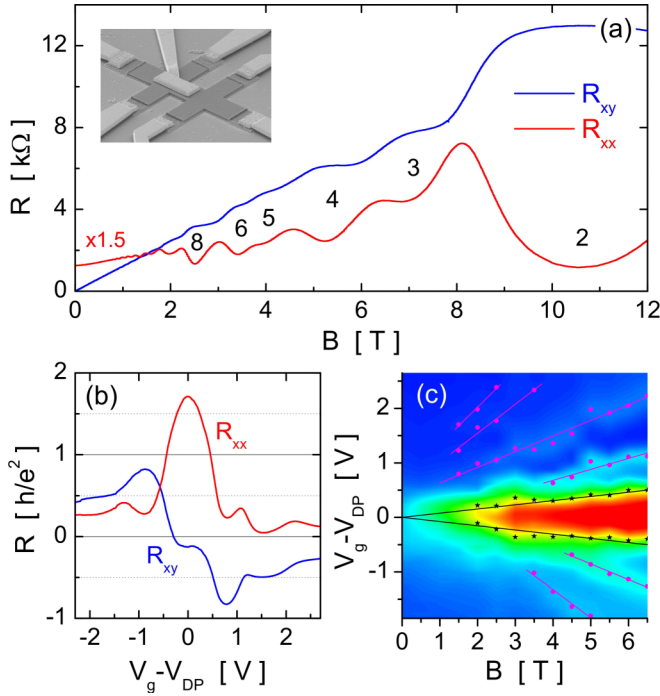 (a)
12
8
4
0
R [ kΩ ]
R_xy
R_xx
x1.5
8 6 5 4 3 2
0 2 4 6 8 10 12
B [ T ]
(b)
2
1
0
-1
R [ h/e² ]
R_xx
R_xy
-2 -1 0 1 2
V_g-V_DP [ V ]
(c)
2
1
0
-1
V_g-V_DP [ V ]
0 1 2 3 4 5 6
B [ T ]